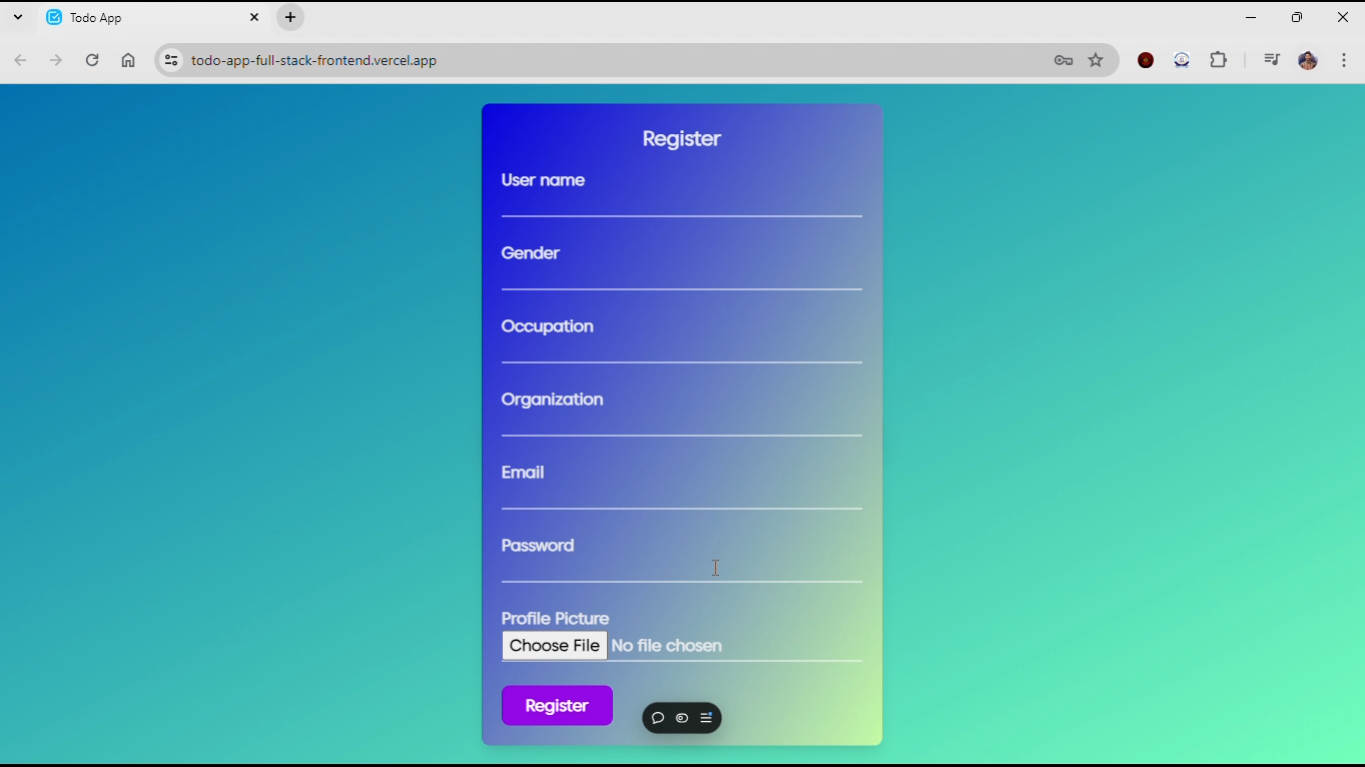 Todo App
todo-app-full-stack-frontend.vercel.app
Register
User name
Gender
Occupation
Organization
Email
Password
Profile Picture
Choose File No file chosen
Register